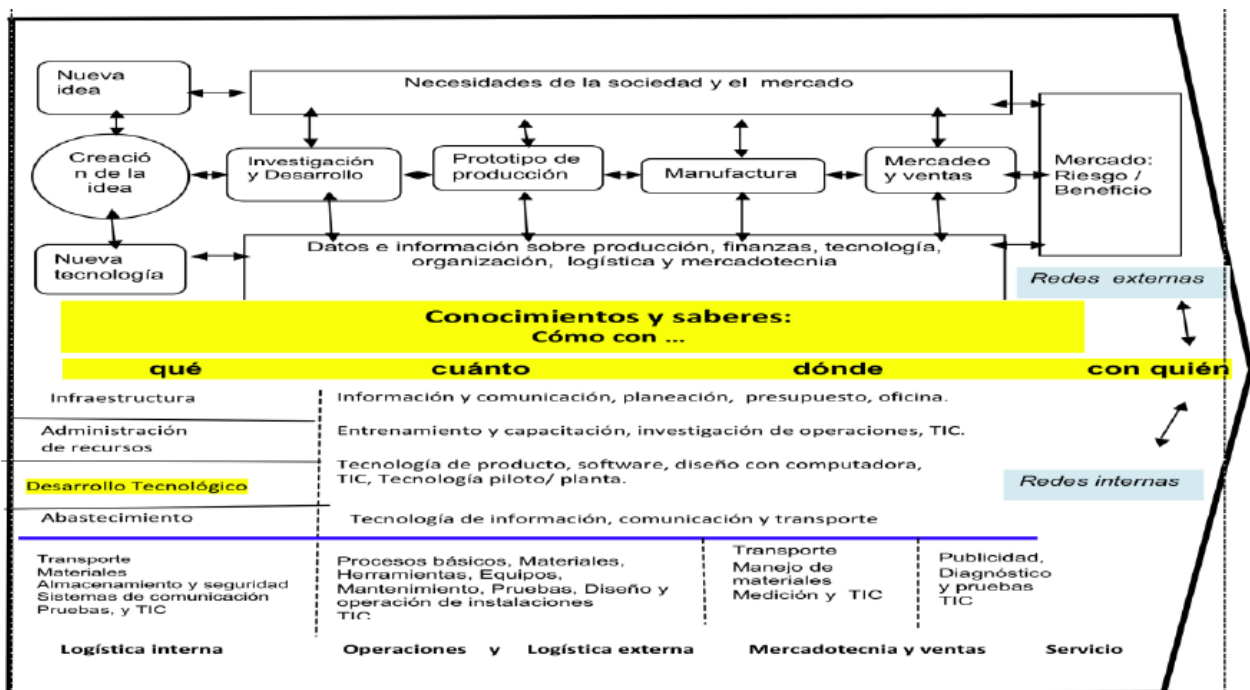 Nueva
idea
Necesidades de la sociedad y el mercado
Creació
n de la
idea
Investigación
y Desarrollo
Prototipo de
producción
Manufactura
Mercadeo
y ventas
Mercado:
Riesgo /
Beneficio
Nueva
tecnología
Datos e información sobre producción, finanzas, tecnología,
organización, logística y mercadotecnia
Redes externas
Conocimientos y saberes:
Cómo con ...
qué cuánto dónde con quién
Infraestructura
Información y comunicación, planeación, presupuesto, oficina.
Administración
de recursos
Entrenamiento y capacitación, investigación de operaciones, TIC.
Desarrollo Tecnológico
Tecnología de producto, software, diseño con computadora,
TIC, Tecnología piloto/ planta.
Redes internas
Abastecimiento
Tecnología de información, comunicación y transporte
Transporte
Materiales
Almacenamiento y seguridad
Sistemas de comunicación
Pruebas, y TIC
Procesos básicos, Materiales,
Herramientas, Equipos,
Mantenimiento, Pruebas, Diseño y
operación de instalaciones
TIC
Transporte
Manejo de
materiales
Medición y TIC
Publicidad,
Diagnóstico
y pruebas
TIC
Logística interna Operaciones y Logística externa Mercadotecnia y ventas Servicio